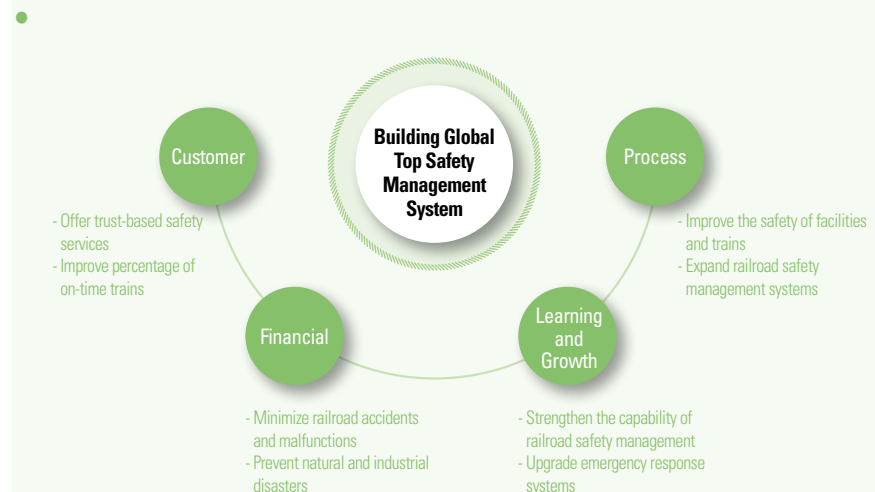 Building Global
Top Safety
Management
System
Customer
- Offer trust-based safety
services
- Improve percentage of
on-time trains
Financial
- Minimize railroad accidents
and malfunctions
- Prevent natural and industrial
disasters
Learning
and
Growth
- Strengthen the capability of
railroad safety management
- Upgrade emergency response
systems
Process
- Improve the safety of facilities
and trains
- Expand railroad safety
management systems